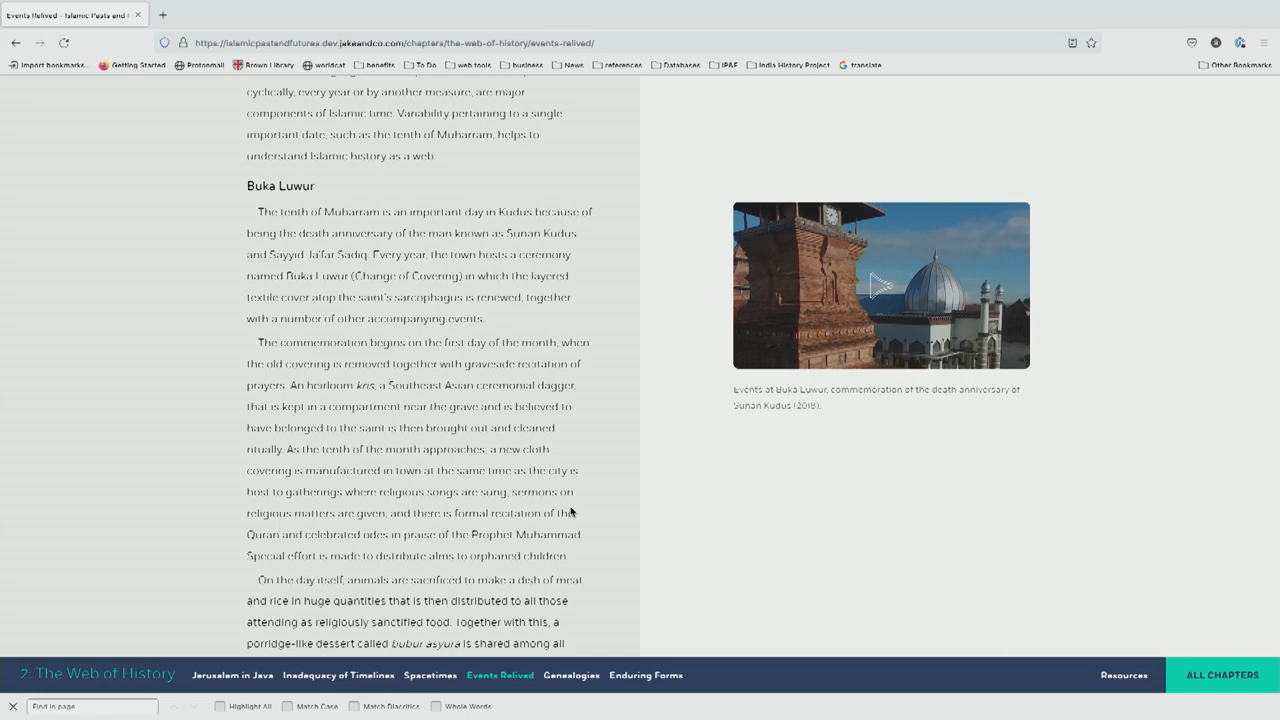 Events Relived - Islamic Pasts and F
https://islamicpastandfutures.dev.jakeandco.com/chapters/the-web-of-history/events-relived/
Import bookmarks... Getting Started Protonmail Brown Library worldcat benefits To Do web tools business News references Databases IP&F India History Project translate Other Bookmarks
cyclically, every year or by another measure, are major
components of Islamic time. Variability pertaining to a single
important date, such as the tenth of Muharram, helps to
understand Islamic history as a web.
Buka Luwur
The tenth of Muharram is an important day in Kudus because of
being the death anniversary of the man known as Sunan Kudus
and Sayyid Ja'far Sadiq. Every year, the town hosts a ceremony
named Buka Luwur (Change of Covering) in which the layered
textile cover atop the saint's sarcophagus is renewed, together
with a number of other accompanying events.
The commemoration begins on the first day of the month, when
the old covering is removed together with graveside recitation of
prayers. An heirloom kris, a Southeast Asian ceremonial dagger,
that is kept in a compartment near the grave and is believed to
have belonged to the saint is then brought out and cleaned
ritually. As the tenth of the month approaches, a new cloth
covering is manufactured in town at the same time as the city is
host to gatherings where religious songs are sung, sermons on
religious matters are given, and there is formal recitation of the
Quran and celebrated odes in praise of the Prophet Muhammad.
Special effort is made to distribute alms to orphaned children.
On the day itself, animals are sacrificed to make a dish of meat
and rice in huge quantities that is then distributed to all those
attending as religiously sanctified food. Together with this, a
porridge-like dessert called bubur asyura is shared among all
Events at Buka Luwur, commemoration of the death anniversary of
Sunan Kudus (2018).
2: The Web of History Jerusalem in Java Inadequacy of Timelines Spacetimes Events Relived Genealogies Enduring Forms Resources ALL CHAPTERS
Find in page Highlight All Match Case Match Diacritics Whole Words